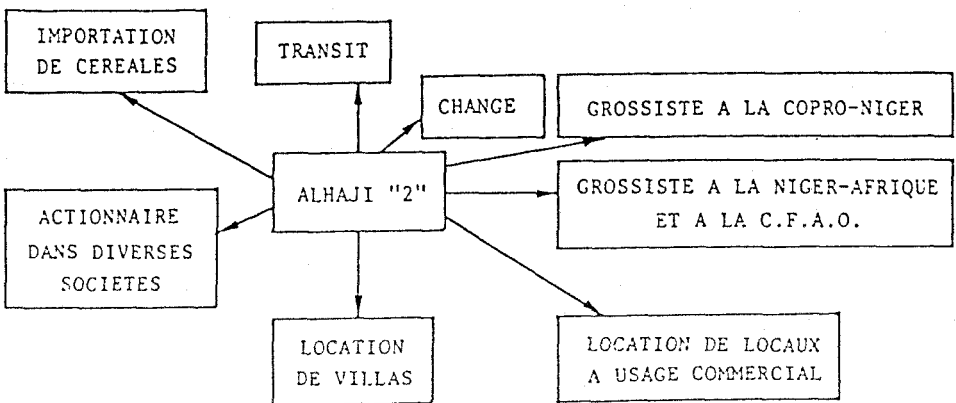 IMPORTATION
DE CEREALES
TRANSIT
CHANGE
GROSSISTE A LA COPRO-NIGER
ALHAJI "2"
GROSSISTE A LA NIGER-AFRIQUE
ET A LA C.F.A.O.
ACTIONNAIRE
DANS DIVERSES
SOCIETES
LOCATION
DE VILLAS
LOCATION DE LOCAUX
A USAGE COMMERCIAL